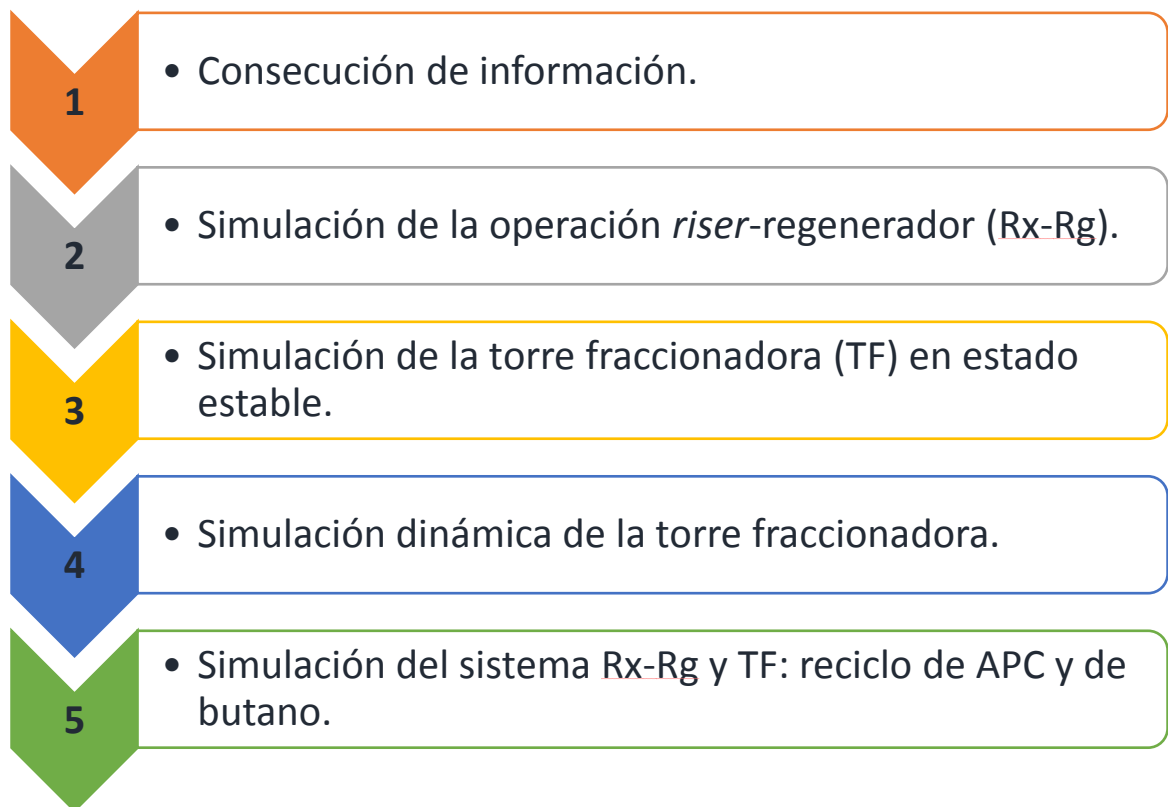 1
• Consecución de información.
2
• Simulación de la operación riser-regenerador (Rx-Rg).
3
• Simulación de la torre fraccionadora (TF) en estado
estable.
4
• Simulación dinámica de la torre fraccionadora.
5
• Simulación del sistema Rx-Rg y TF: reciclo de APC y de
butano.